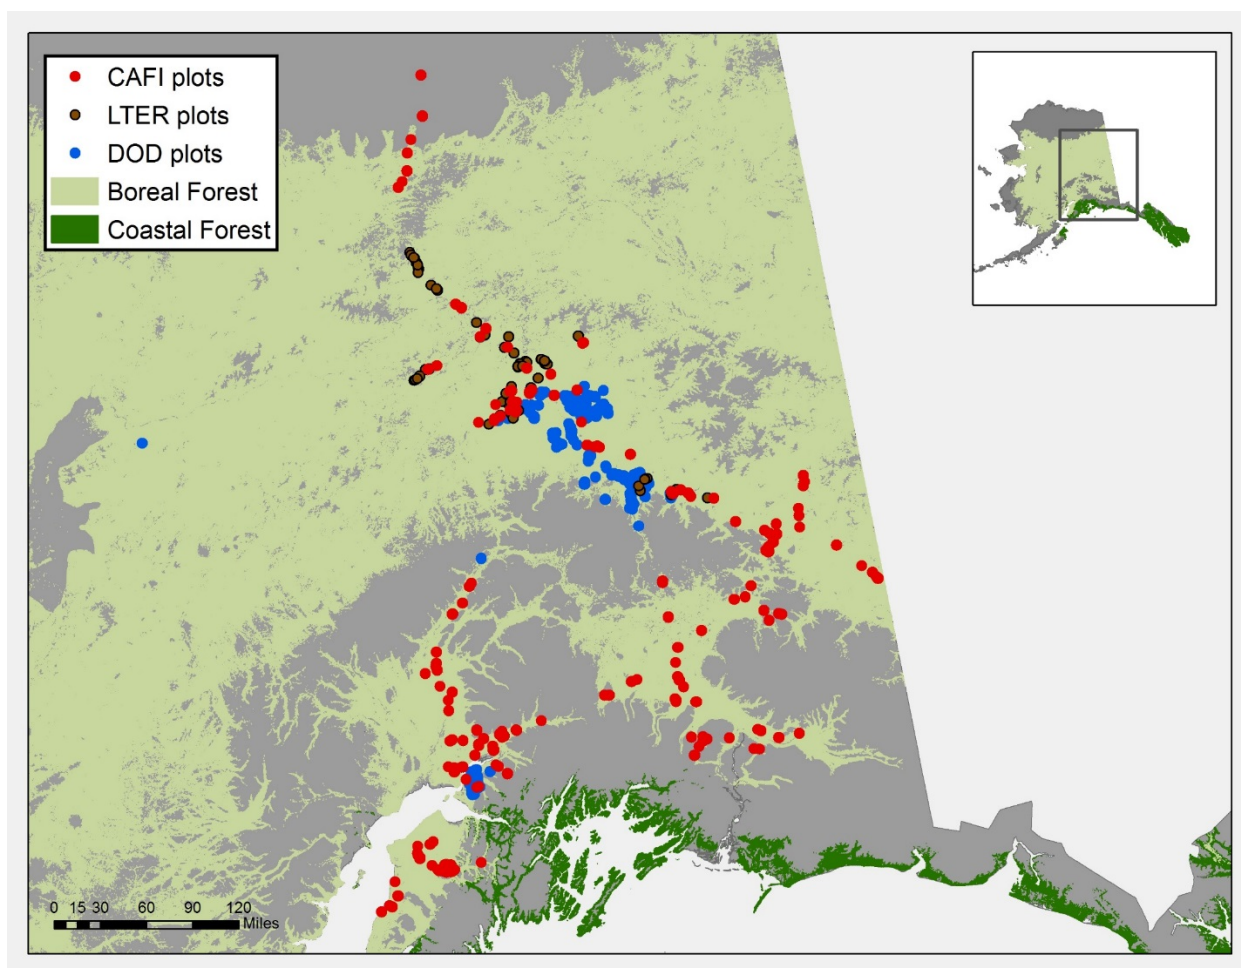 CAFI plots
LTER plots
DOD plots
Boreal Forest
Coastal Forest
0 15 30 60 90 120
Miles